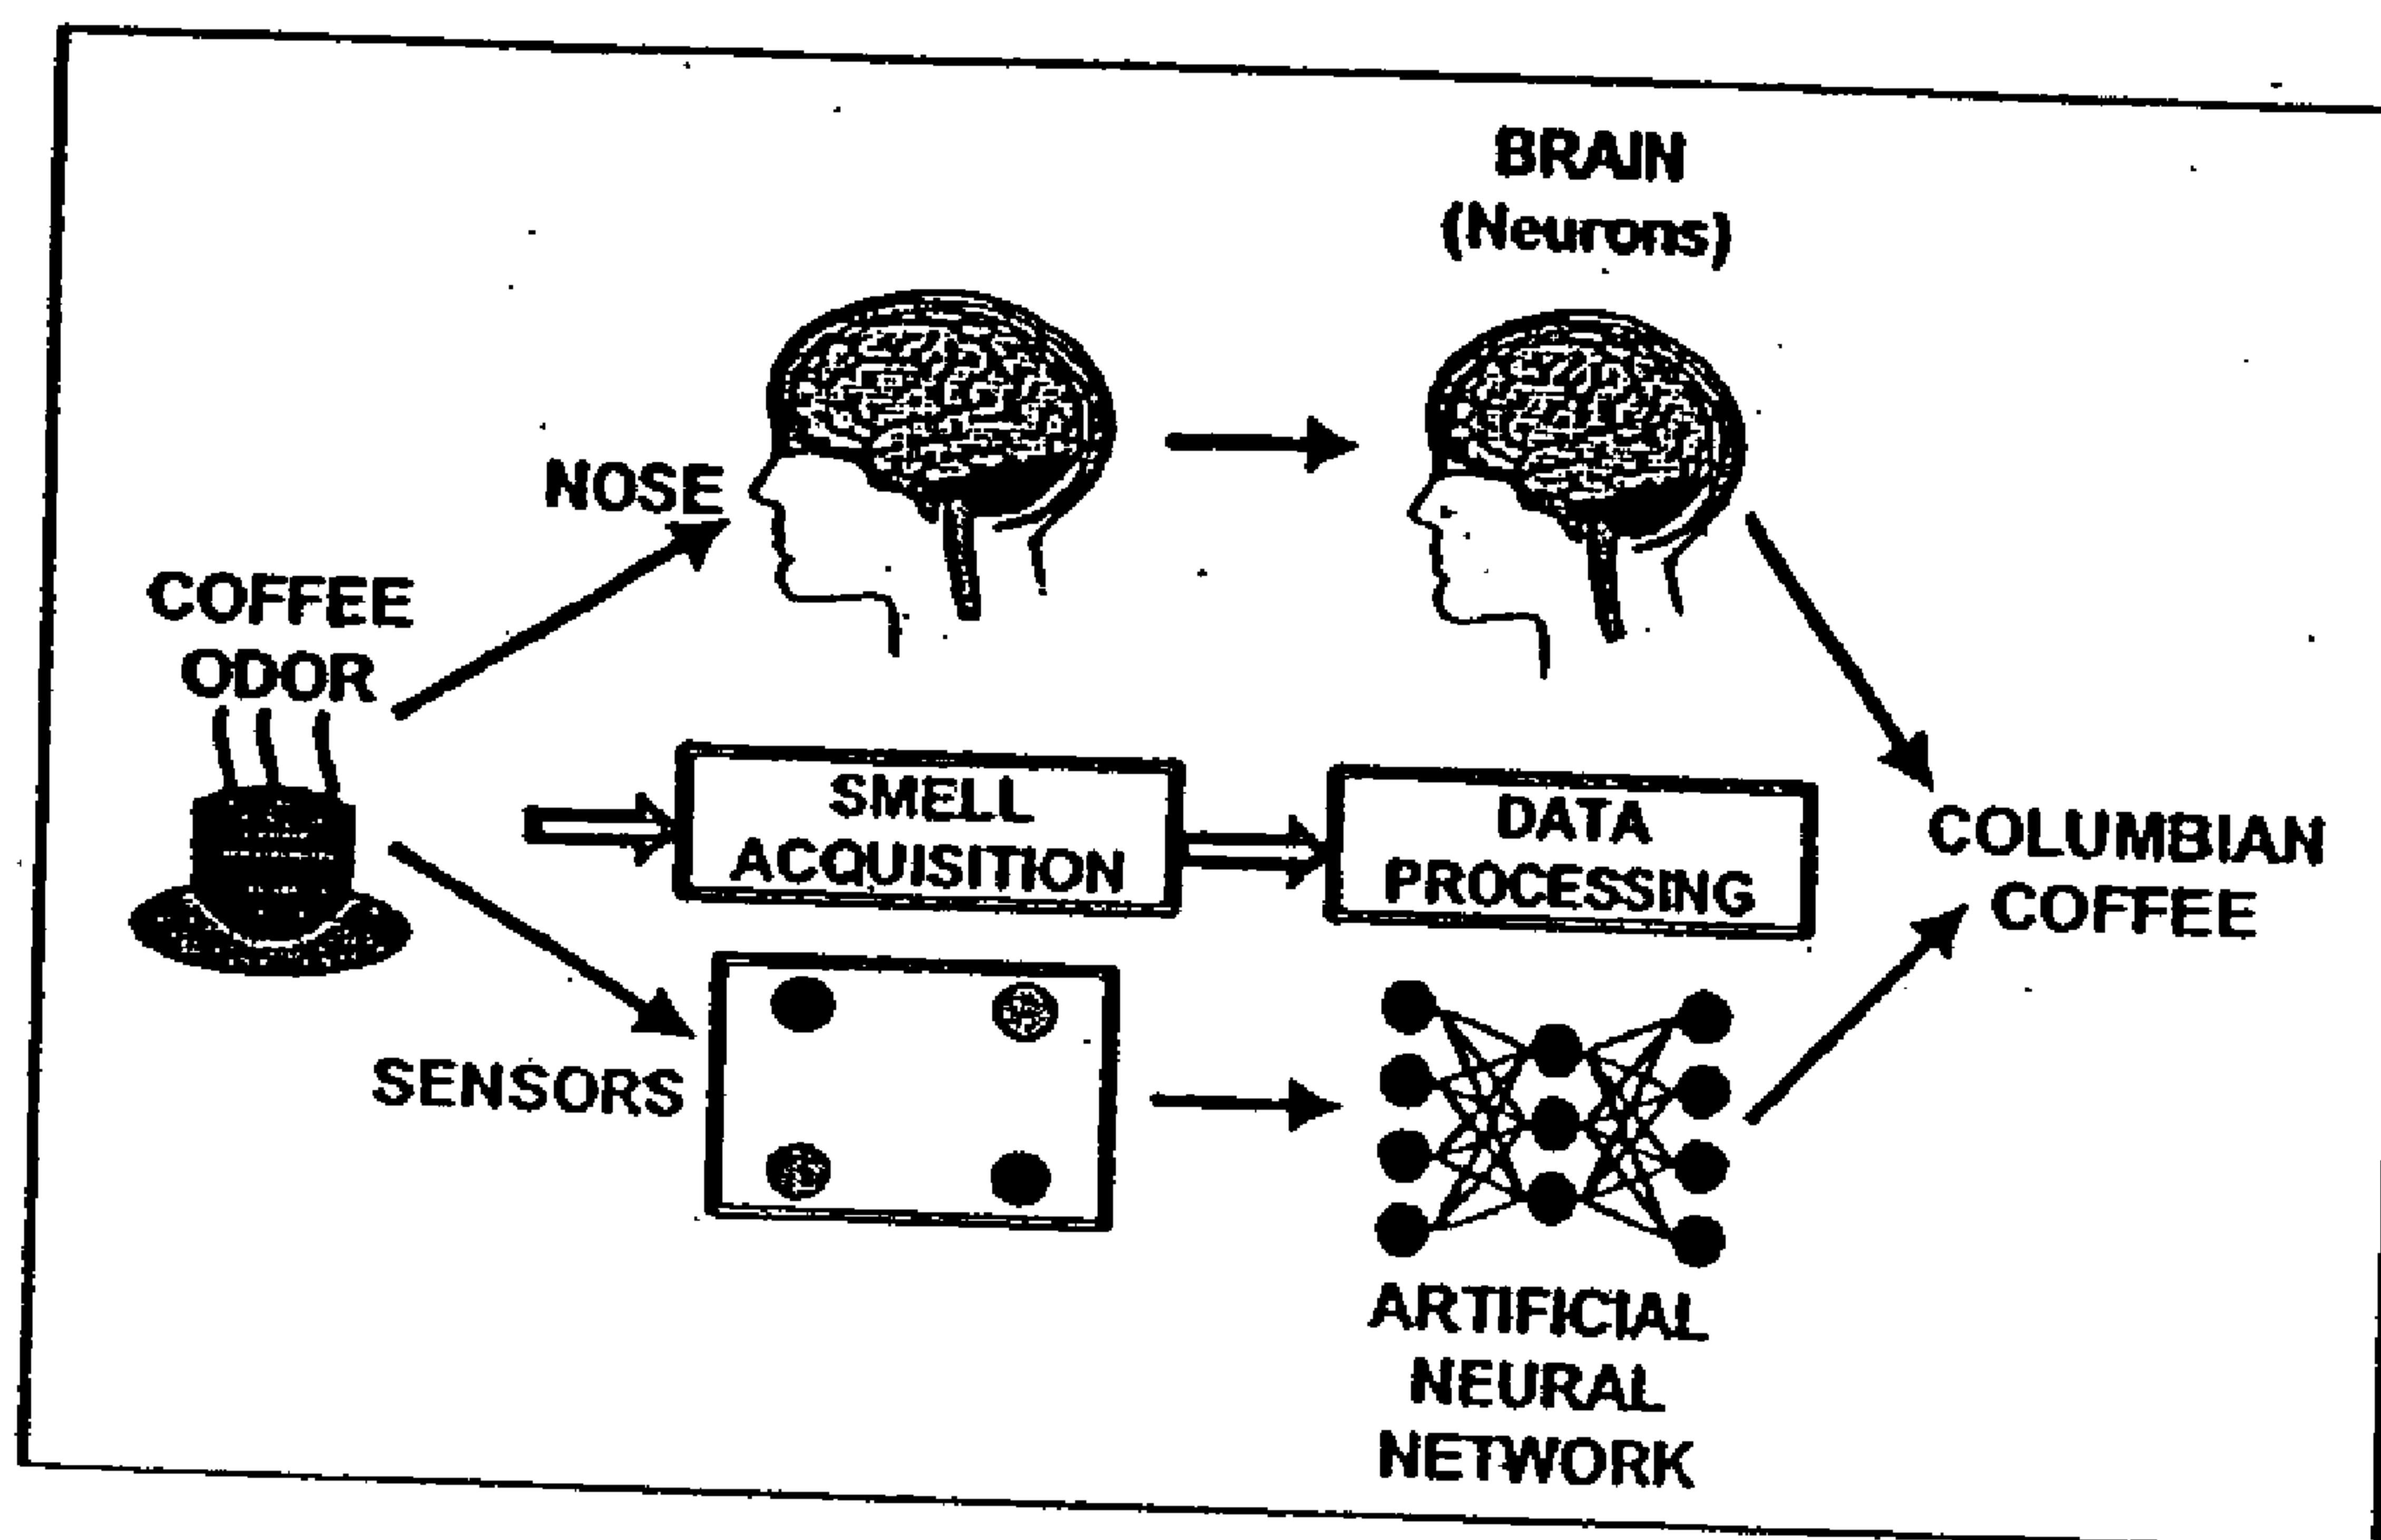 BRAIN
(Neurons)
NOSE
COFFEE
ODOR
SMELL
ACQUISITION
DATA
PROCESSING
COLUMBIAN
COFFEE
SENSORS
ARTIFICIAL
NEURAL
NETWORK